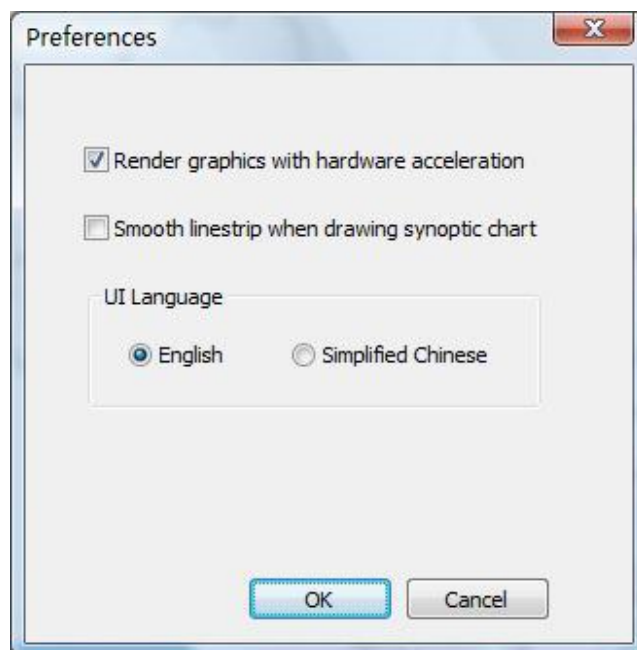 Preferences
Render graphics with hardware acceleration
Smooth linestrip when drawing synoptic chart
UI Language
English Simplified Chinese
OK Cancel